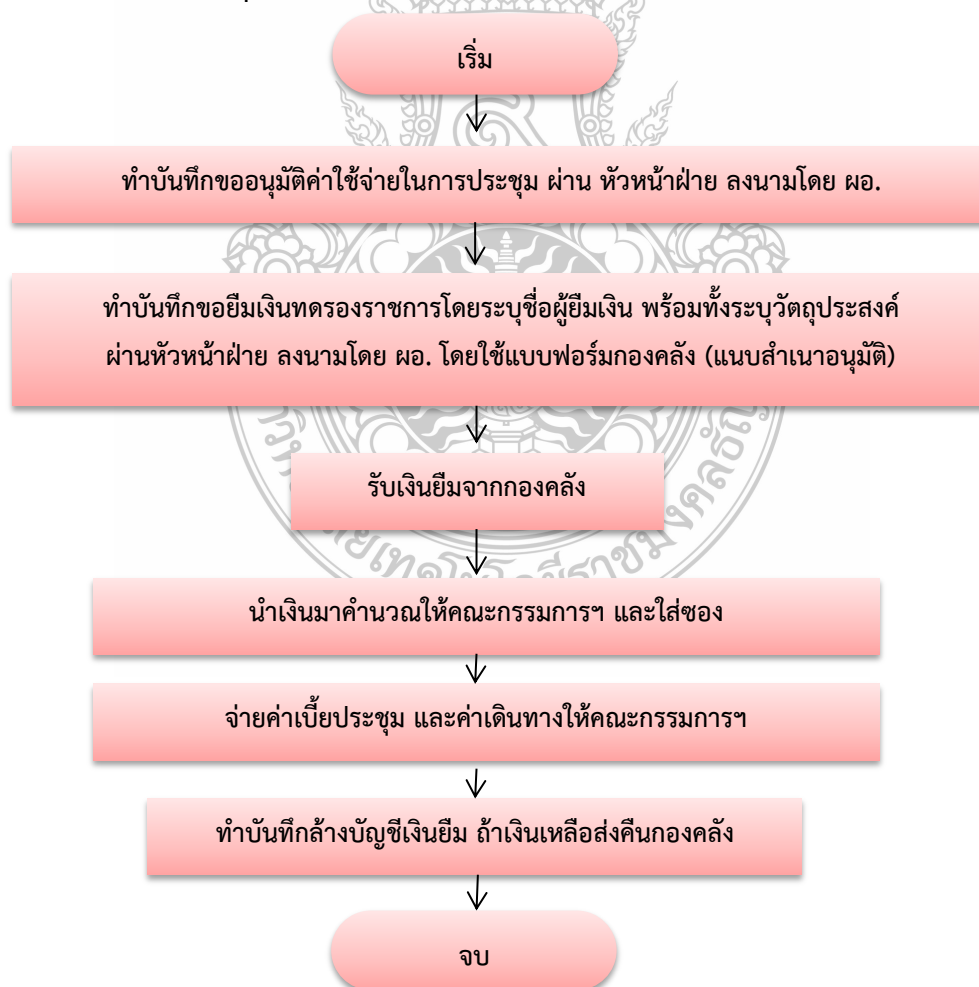 เริ่ม
ทำบันทึกขออนุมัติค่าใช้จ่ายในการประชุม ผ่าน หัวหน้าฝ่าย ลงนามโดย ผอ.
ทำบันทึกขอยืมเงินทดรองราชการโดยระบุชื่อผู้ยืมเงิน พร้อมทั้งระบุวัตถุประสงค์
ผ่านหัวหน้าฝ่าย ลงนามโดย ผอ. โดยใช้แบบฟอร์มกองคลัง (แนบสำเนาอนุมัติ)
รับเงินยืมจากกองคลัง
นำเงินมาคำนวณให้คณะกรรมการฯ และใส่ซอง
จ่ายค่าเบี้ยประชุม และค่าเดินทางให้คณะกรรมการฯ
ทำบันทึกล้างบัญชีเงินยืม ถ้าเงินเหลือส่งคืนกองคลัง
จบ